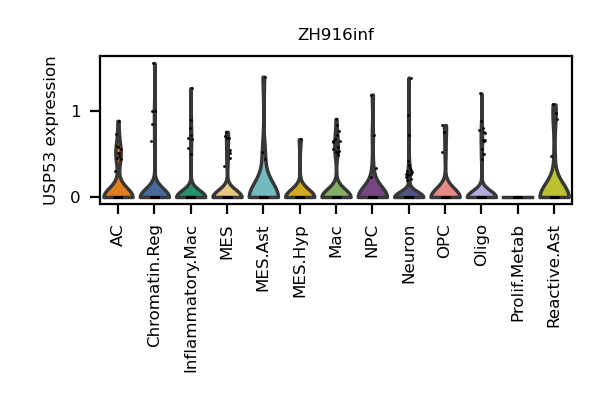 ZH916inf
USP53 expression
1
0
AC
Chromatin.Reg
Inflammatory.Mac
MES
MES.Ast
MES.Hyp
Mac
NPC
Neuron
OPC
Oligo
Prolif.Metab
Reactive.Ast